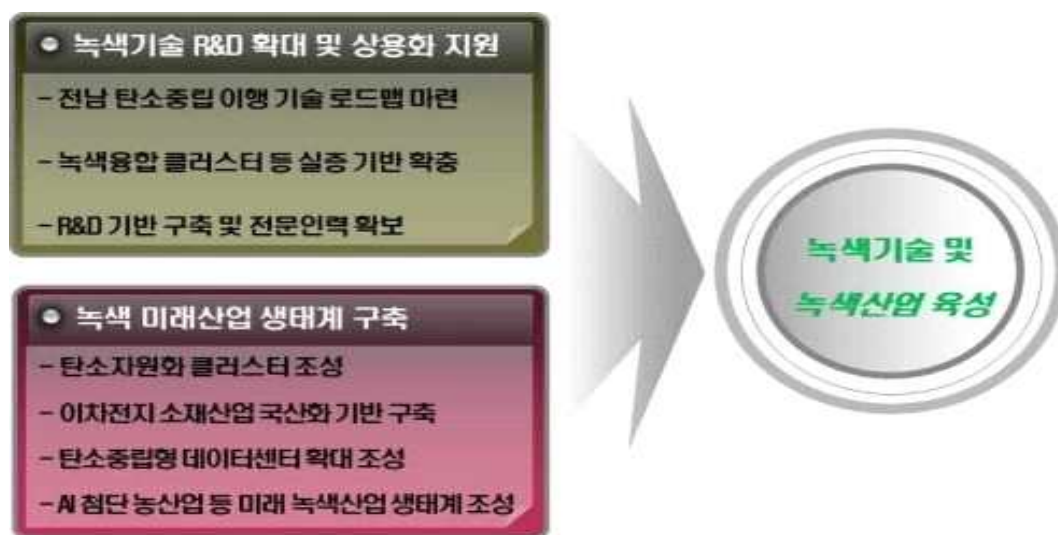 녹색기술 R&D 확대 및 상용화 지원
- 전남 탄소중립 이행 기술 로드맵 마련
- 녹색융합 클러스터 등 실증 기반 확충
- R&D 기반 구축 및 전문인력 확보
녹색 미래산업 생태계 구축
- 탄소자원화 클러스터 조성
- 이차전지 소재산업 국산화 기반 구축
- 탄소중립형 데이터센터 확대 조성
- AI 첨단 농산업 등 미래 녹색산업 생태계 조성
녹색기술 및
녹색산업 육성